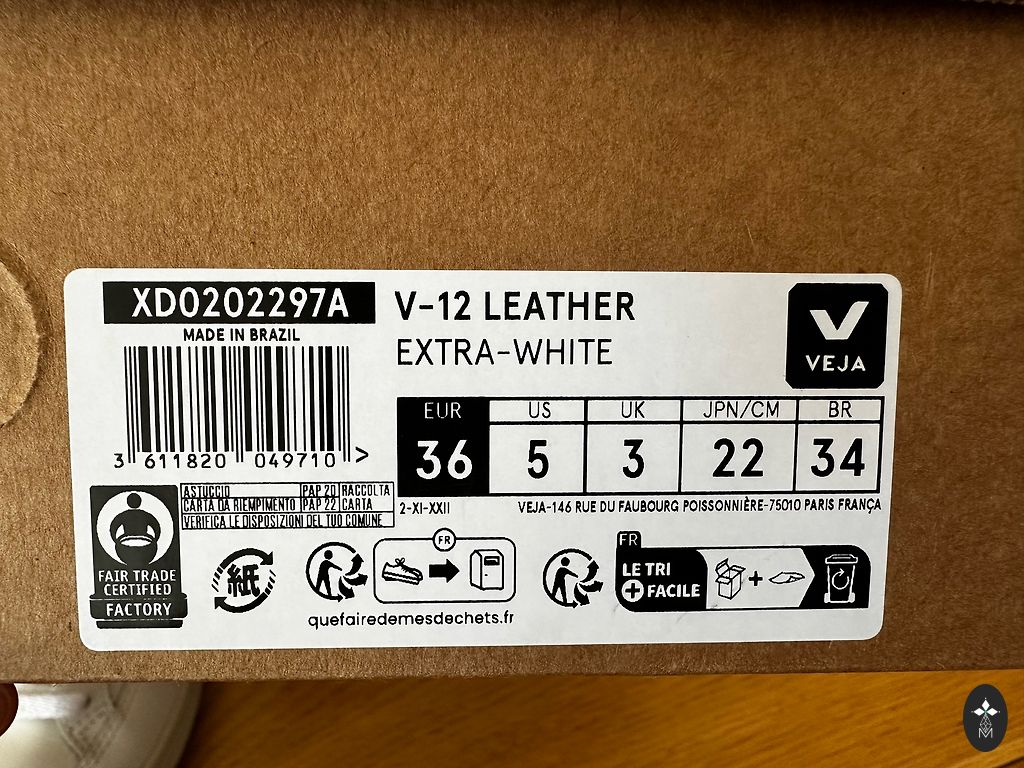 XD0202297A
MADE IN BRAZIL
3 611820 049710 >
V-12 LEATHER
EXTRA-WHITE
VEJA
EUR US UK JPN/CM BR
36 5 3 22 34
ASTUCCIO PAP 20 RACCOLTA
CARTA DA RIEMPIMENTO PAP 22 CARTA
VERIFICA LE DISPOSIZIONI DEL TUO COMUNE
2-XI-XXII VEJA-146 RUE DU FAUBOURG POISSONNIÈRE-75010 PARIS FRANÇA
FAIR TRADE
CERTIFIED
FACTORY
紙
FR
quefairedemesdechets.fr
FR
LE TRI
+ FACILE
+
M